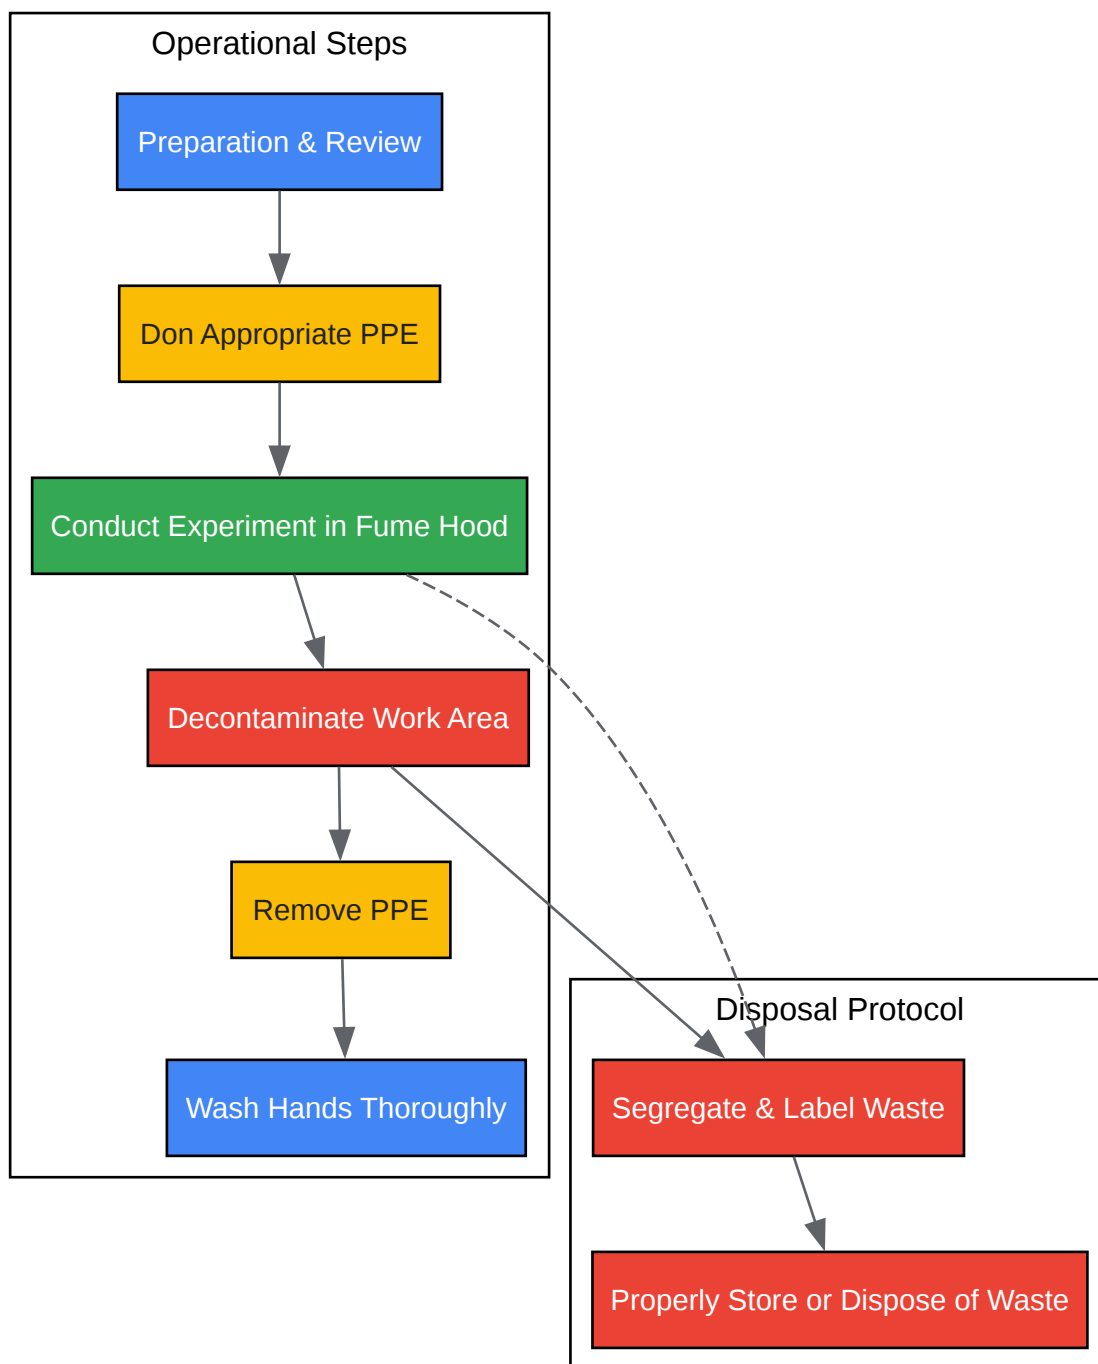 Operational Steps
Preparation & Review
Don Appropriate PPE
Conduct Experiment in Fume Hood
Decontaminate Work Area
Remove PPE
Wash Hands Thoroughly
Disposal Protocol
Segregate & Label Waste
Properly Store or Dispose of Waste